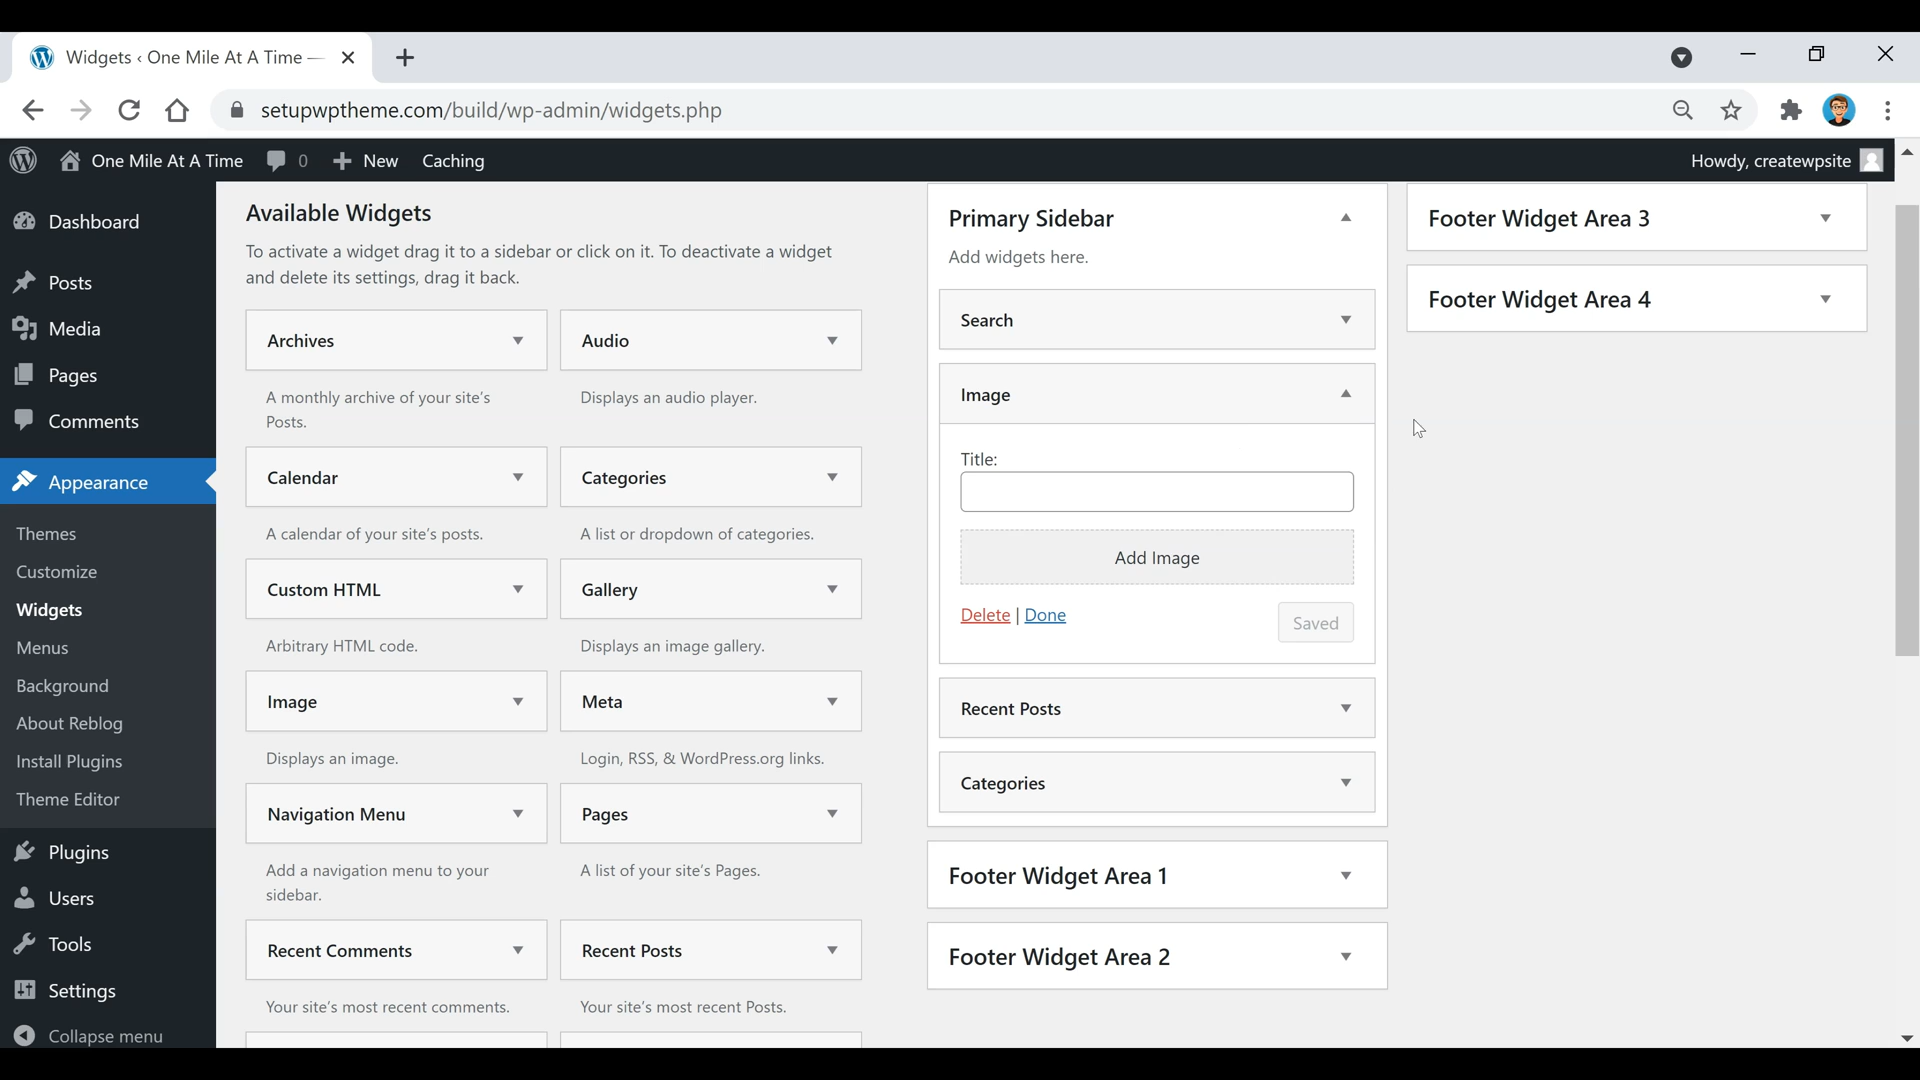 Widgets ‹ One Mile At A Time —
setupwptheme.com/build/wp-admin/widgets.php
One Mile At A Time
0
New
Caching
Howdy, createwpsite
Dashboard
Posts
Media
Pages
Comments
Appearance
Themes
Customize
Widgets
Menus
Background
About Reblog
Install Plugins
Theme Editor
Plugins
Users
Tools
Settings
Collapse menu
Available Widgets
To activate a widget drag it to a sidebar or click on it. To deactivate a widget
and delete its settings, drag it back.
Archives
A monthly archive of your site's
Posts.
Audio
Displays an audio player.
Calendar
A calendar of your site's posts.
Categories
A list or dropdown of categories.
Custom HTML
Arbitrary HTML code.
Gallery
Displays an image gallery.
Image
Displays an image.
Meta
Login, RSS, & WordPress.org links.
Navigation Menu
Add a navigation menu to your
sidebar.
Pages
A list of your site's Pages.
Recent Comments
Your site's most recent comments.
Recent Posts
Your site's most recent Posts.
Primary Sidebar
Add widgets here.
Search
Image
Title:
Add Image
Delete | Done
Saved
Recent Posts
Categories
Footer Widget Area 1
Footer Widget Area 2
Footer Widget Area 3
Footer Widget Area 4